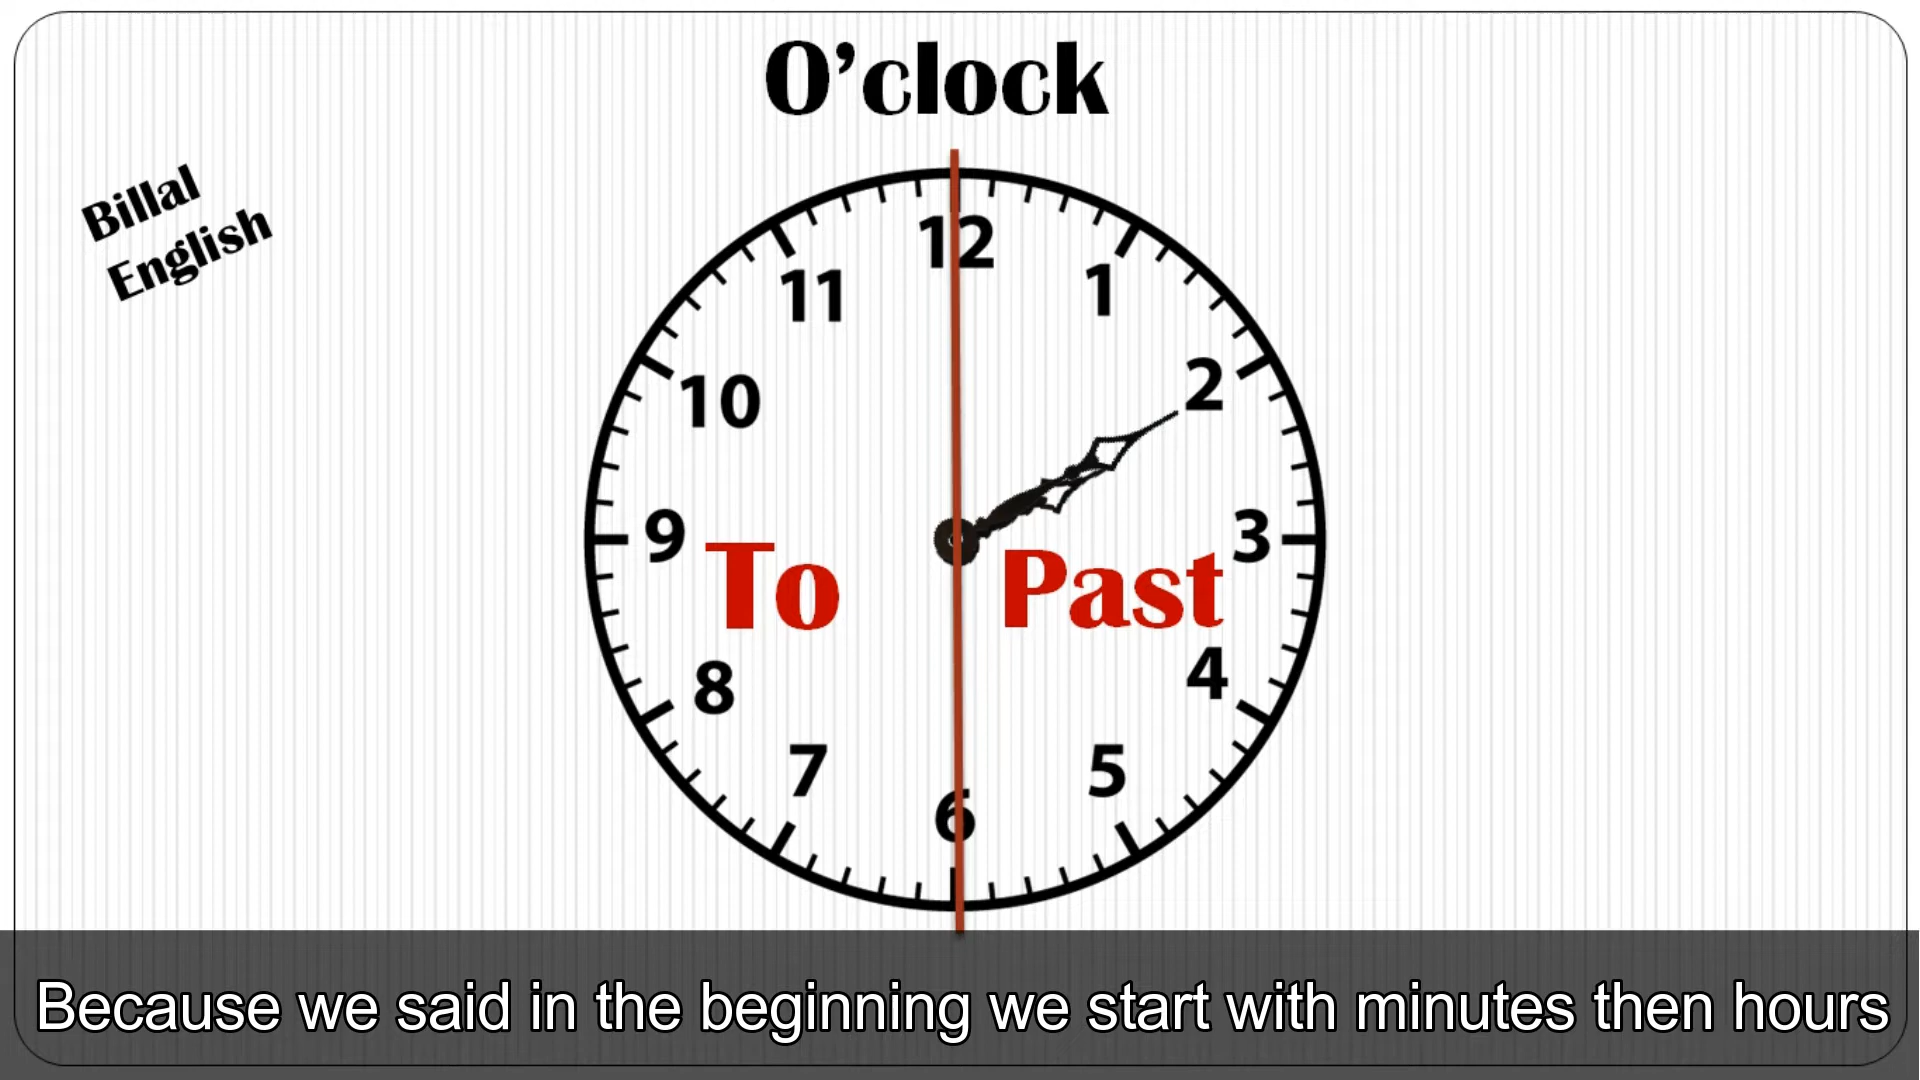 O’clock
Billal
English
12
11
1
10
2
9
3
To
Past
8
4
7
5
6
Because we said in the beginning we start with minutes then hours